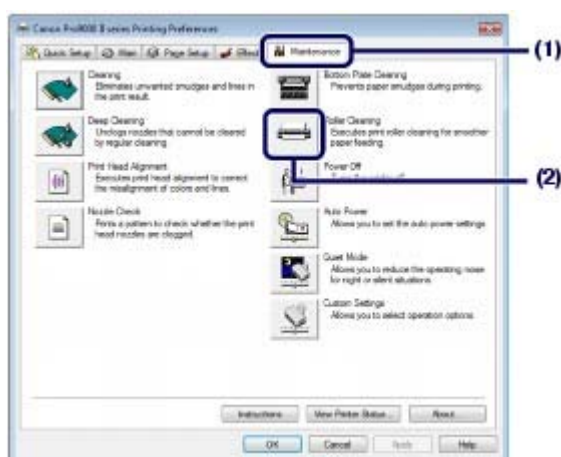 Canon Pro9000 II series Printing Preferences
Quick Setup Main Page Setup Effect Maintenance (1)
Cleaning
Eliminates unwanted smudges and lines in
the print result.
Bottom Plate Cleaning
Prevents paper smudges during printing.
Deep Cleaning
Unclogs nozzles that cannot be cleared
by regular cleaning.
Roller Cleaning
Executes print roller cleaning for smoother
paper feeding.
(2)
Print Head Alignment
Executes print head alignment to correct
the misalignment of colors and lines.
Power Off
Nozzle Check
Prints a pattern to check whether the print
head nozzles are clogged.
Auto Power
Allows you to set the auto power settings.
Quiet Mode
Allows you to reduce the operating noise
for night or silent situations.
Custom Settings
Allows you to select operation options.
Instructions View Printer Status... About...
OK Cancel Apply Help